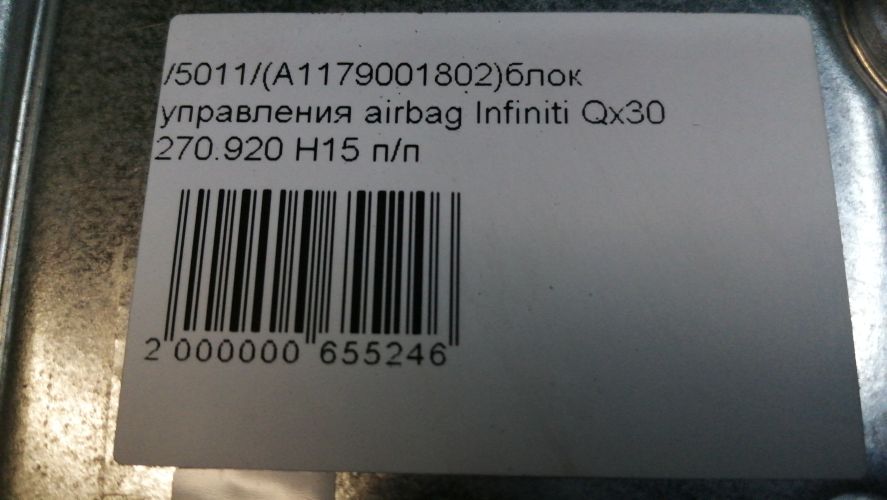 /5011/(A1179001802)блок
управления airbag Infiniti Qx30
270.920 H15 п/п
2 000000 655246